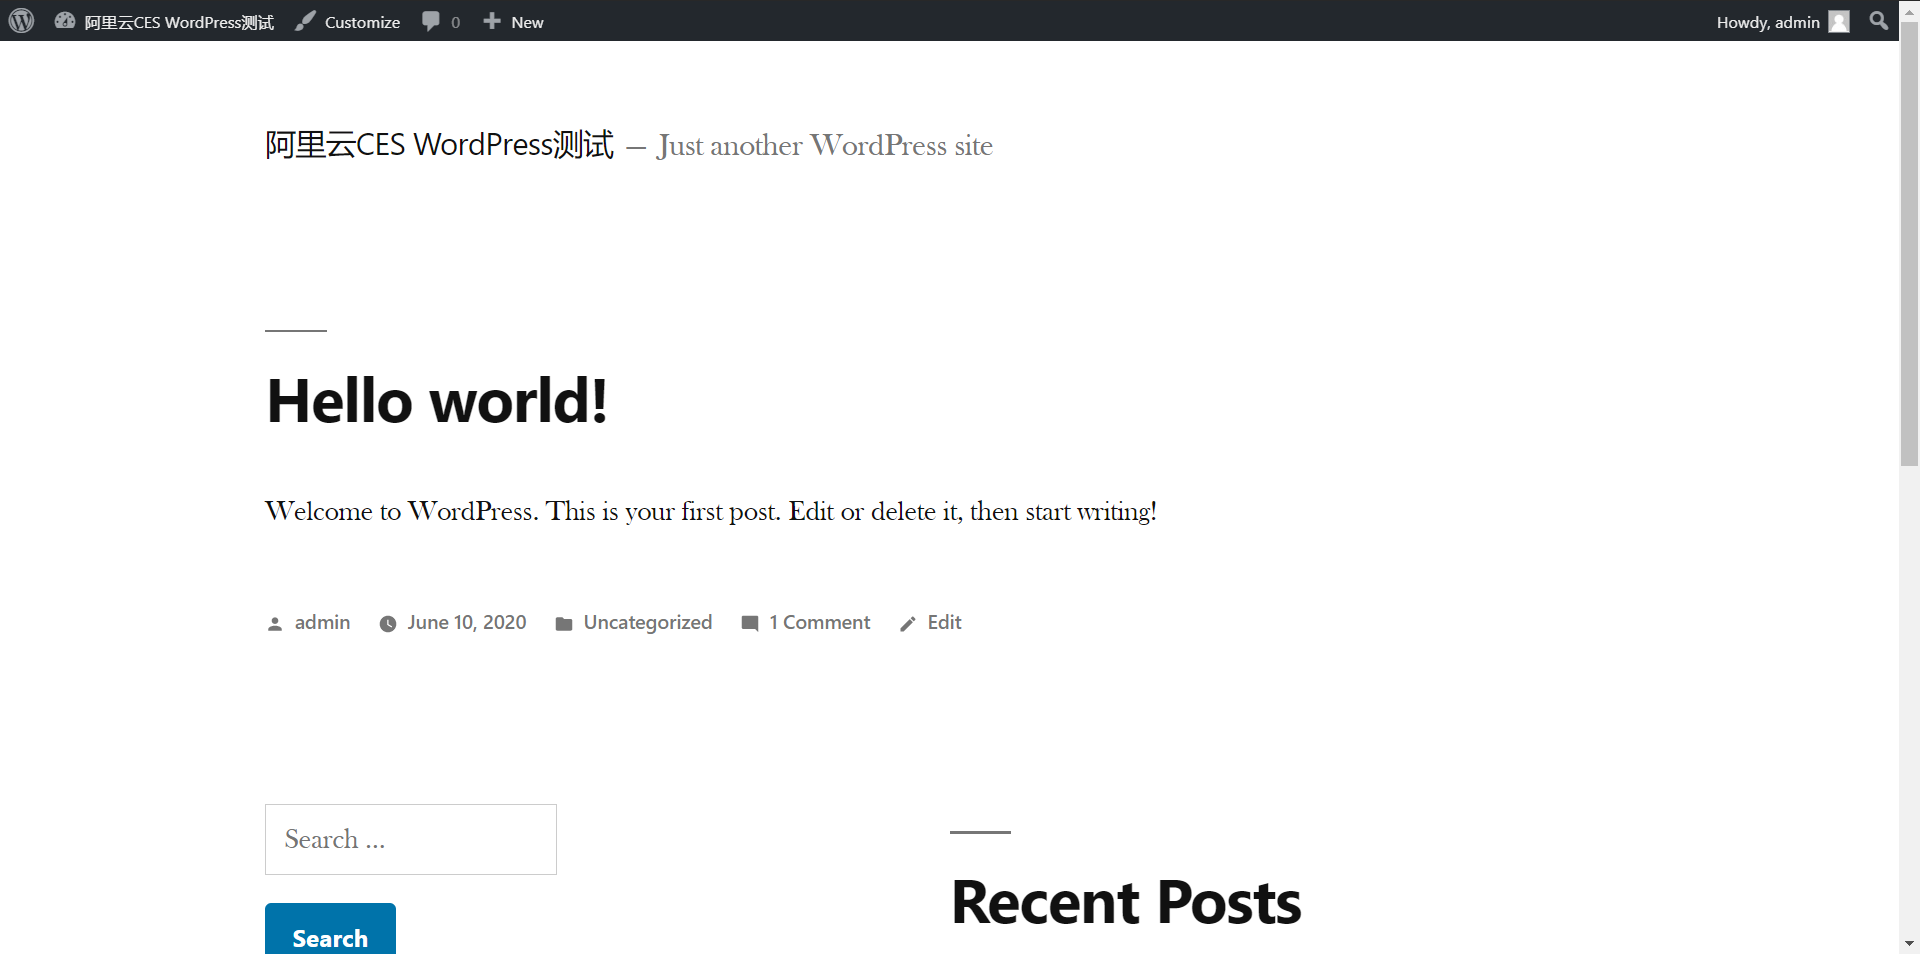 阿里云CES WordPress测试 Customize 0 New Howdy, admin
阿里云CES WordPress测试 — Just another WordPress site
Hello world!
Welcome to WordPress. This is your first post. Edit or delete it, then start writing!
admin June 10, 2020 Uncategorized 1 Comment Edit
Search ...
Search
Recent Posts